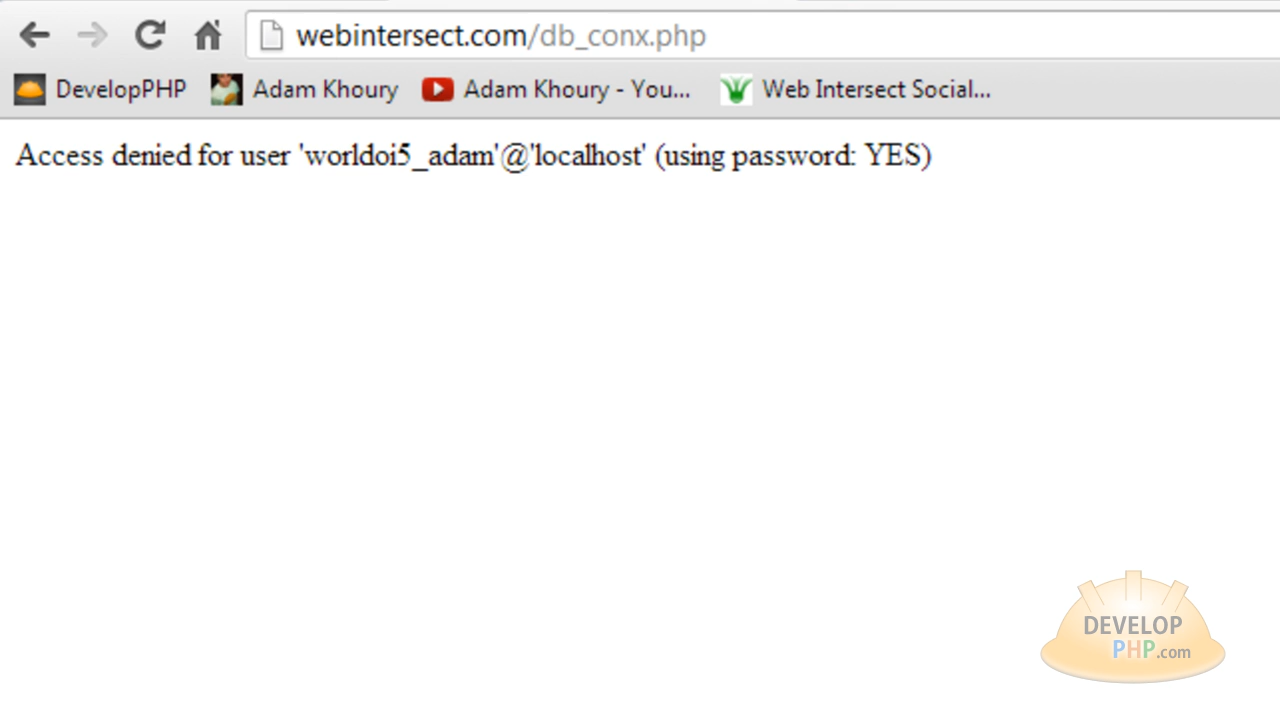 webintersect.com/db_conx.php
DevelopPHP Adam Khoury Adam Khoury - You... Web Intersect Social...
Access denied for user 'worldoi5_adam'@'localhost' (using password: YES)
DEVELOP
PHP.com